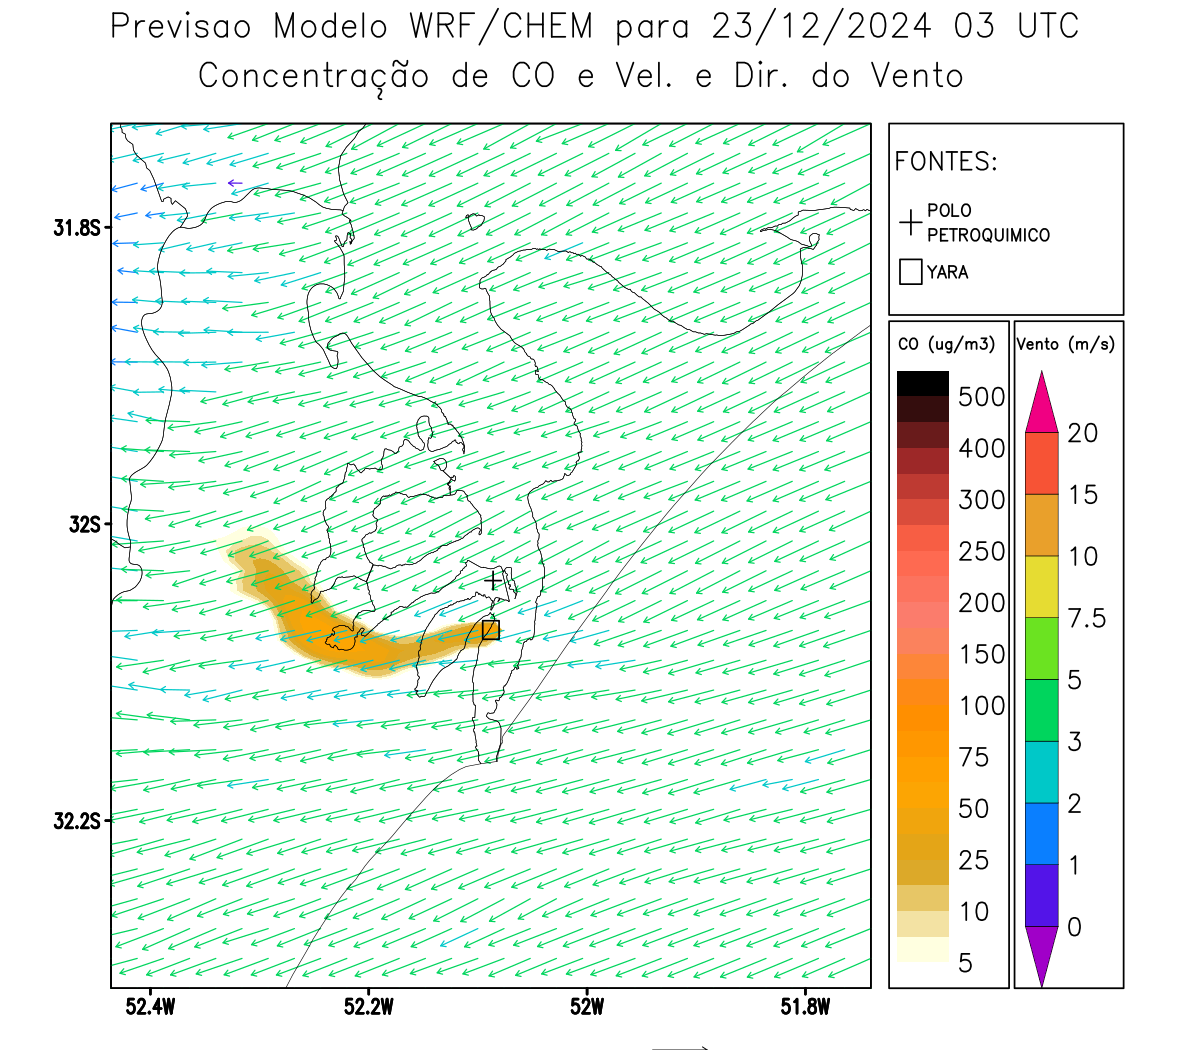 Previsao Modelo WRF/CHEM para 23/12/2024 03 UTC
Concentração de CO e Vel. e Dir. do Vento
FONTES:
POLO
PETROQUIMICO
YARA
31.8S
32S
32.2S
52.4W
52.2W
52W
51.8W
CO (ug/m3)
500
400
300
250
200
150
100
75
50
25
10
5
Vento (m/s)
20
15
10
7.5
5
3
2
1
0